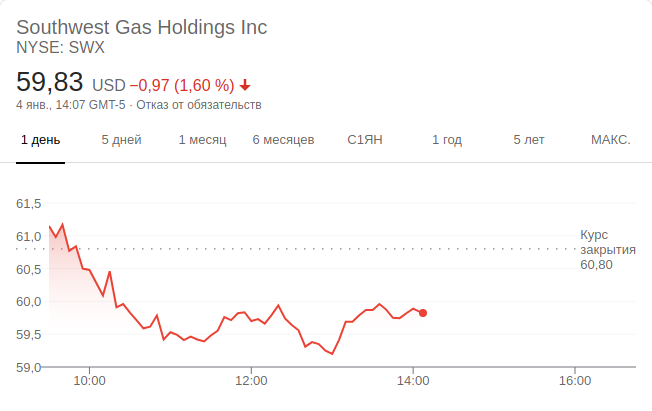 Southwest Gas Holdings Inc
NYSE: SWX
59,83 USD −0,97 (1,60 %)
4 янв., 14:07 GMT-5 · Отказ от обязательств
1 день 5 дней 1 месяц 6 месяцев С1ЯН 1 год 5 лет МАКС.
61,5
61,0
60,5
60,0
59,5
59,0
Курс
закрытия
60,80
10:00 12:00 14:00 16:00